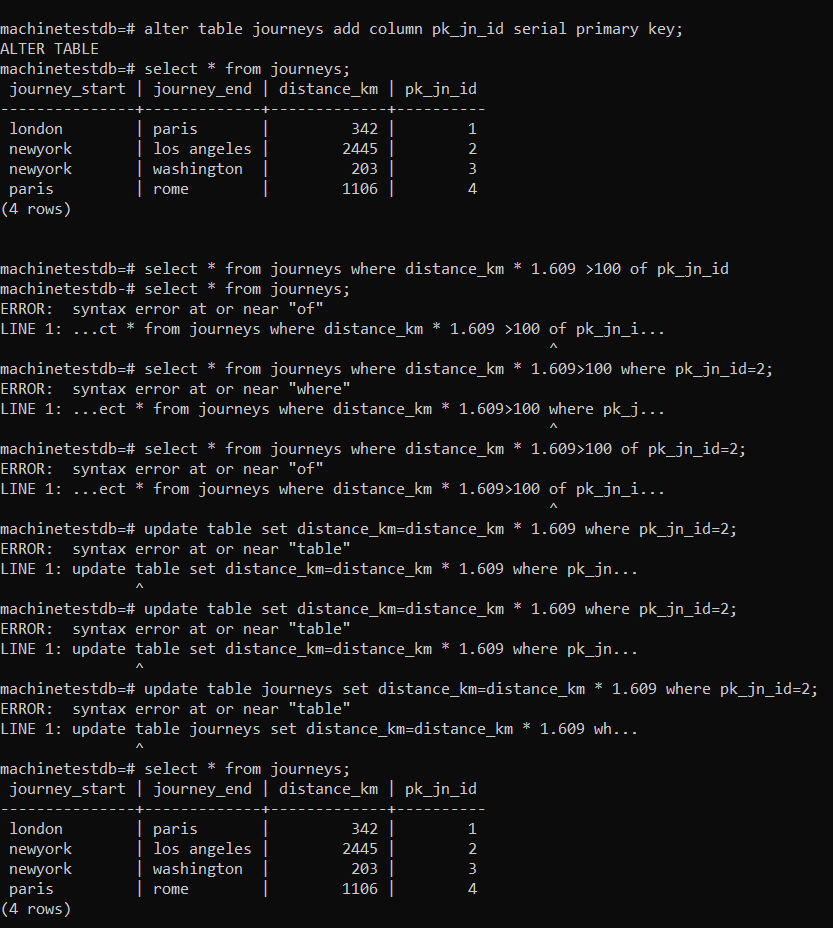 machinetestdb=# alter table journeys add column pk_jn_id serial primary key;
ALTER TABLE
machinetestdb=# select * from journeys;
 journey_start | journey_end | distance_km | pk_jn_id
---------------+-------------+-------------+----------
 london        | paris       |         342 |        1
 newyork       | los angeles |        2445 |        2
 newyork       | washington  |         203 |        3
 paris         | rome        |        1106 |        4
(4 rows)


machinetestdb=# select * from journeys where distance_km * 1.609 >100 of pk_jn_id
machinetestdb-# select * from journeys;
ERROR:  syntax error at or near "of"
LINE 1: ...ct * from journeys where distance_km * 1.609 >100 of pk_jn_i...
                                                             ^
machinetestdb=# select * from journeys where distance_km * 1.609>100 where pk_jn_id=2;
ERROR:  syntax error at or near "where"
LINE 1: ...ect * from journeys where distance_km * 1.609>100 where pk_j...
                                                             ^
machinetestdb=# select * from journeys where distance_km * 1.609>100 of pk_jn_id=2;
ERROR:  syntax error at or near "of"
LINE 1: ...ect * from journeys where distance_km * 1.609>100 of pk_jn_i...
                                                             ^
machinetestdb=# update table set distance_km=distance_km * 1.609 where pk_jn_id=2;
ERROR:  syntax error at or near "table"
LINE 1: update table set distance_km=distance_km * 1.609 where pk_jn...
               ^
machinetestdb=# update table set distance_km=distance_km * 1.609 where pk_jn_id=2;
ERROR:  syntax error at or near "table"
LINE 1: update table set distance_km=distance_km * 1.609 where pk_jn...
               ^
machinetestdb=# update table journeys set distance_km=distance_km * 1.609 where pk_jn_id=2;
ERROR:  syntax error at or near "table"
LINE 1: update table journeys set distance_km=distance_km * 1.609 wh...
               ^
machinetestdb=# select * from journeys;
 journey_start | journey_end | distance_km | pk_jn_id
---------------+-------------+-------------+----------
 london        | paris       |         342 |        1
 newyork       | los angeles |        2445 |        2
 newyork       | washington  |         203 |        3
 paris         | rome        |        1106 |        4
(4 rows)